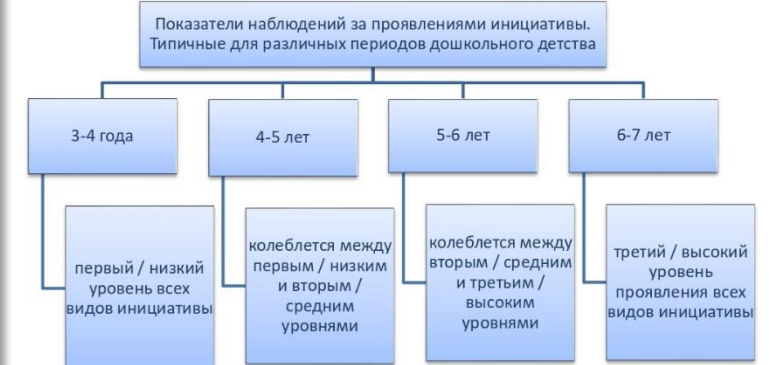 Показатели наблюдений за проявлениями инициативы.
Типичные для различных периодов дошкольного детства
3-4 года
4-5 лет
5-6 лет
6-7 лет
первый / низкий
уровень всех
видов инициативы
колеблется между
первым / низким
и вторым /
средним
уровнями
колеблется между
вторым / средним
и третьим /
высоким
уровнями
третий / высокий
уровень
проявления всех
видов инициативы